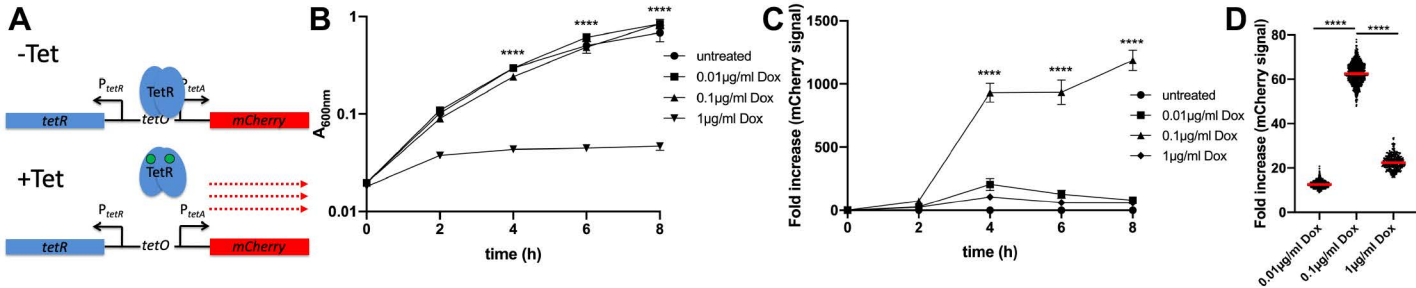 A
-Tet
PtetR
TetR
PtetA
tetR
tetO
mCherry
+Tet
TetR
PtetR
PtetA
tetR
tetO
mCherry
B
A600nm
1
0.1
0.01
0
2
4
6
8
time (h)
****
****
****
untreated
0.01µg/ml Dox
0.1µg/ml Dox
1µg/ml Dox
C
Fold increase (mCherry signal)
1500
1000
500
0
0
2
4
6
8
time (h)
****
****
****
untreated
0.01µg/ml Dox
0.1µg/ml Dox
1µg/ml Dox
D
Fold increase (mCherry signal)
80
60
40
20
0
****
****
0.01µg/ml Dox
0.1µg/ml Dox
1µg/ml Dox